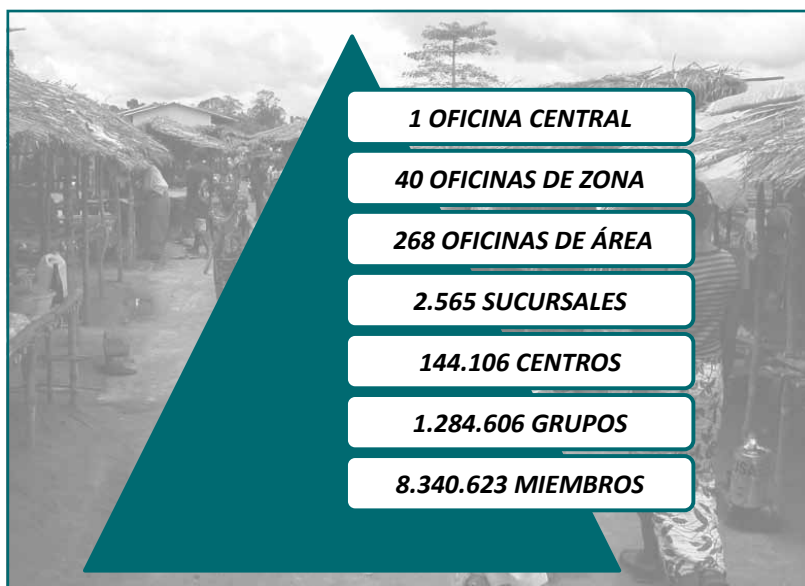 1 OFICINA CENTRAL
40 OFICINAS DE ZONA
268 OFICINAS DE ÁREA
2.565 SUCURSALES
144.106 CENTROS
1.284.606 GRUPOS
8.340.623 MIEMBROS